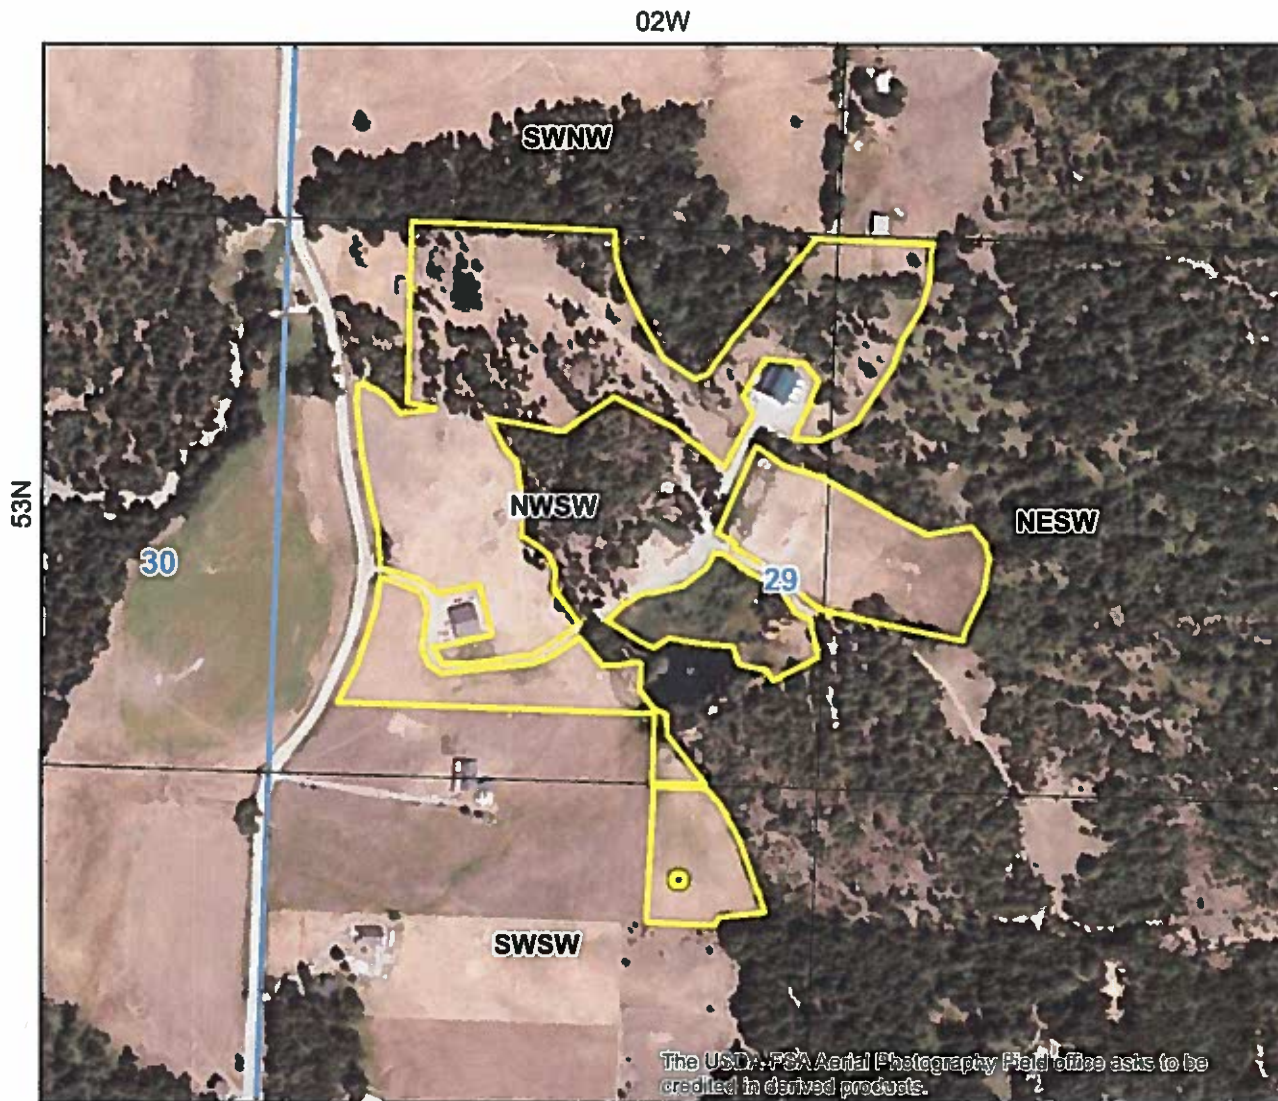 02W
SWNW
53N
NWSW
NESW
30
29
SWSW
The USDA-FSA Aerial Photography Field office asks to be
credited in derived products.